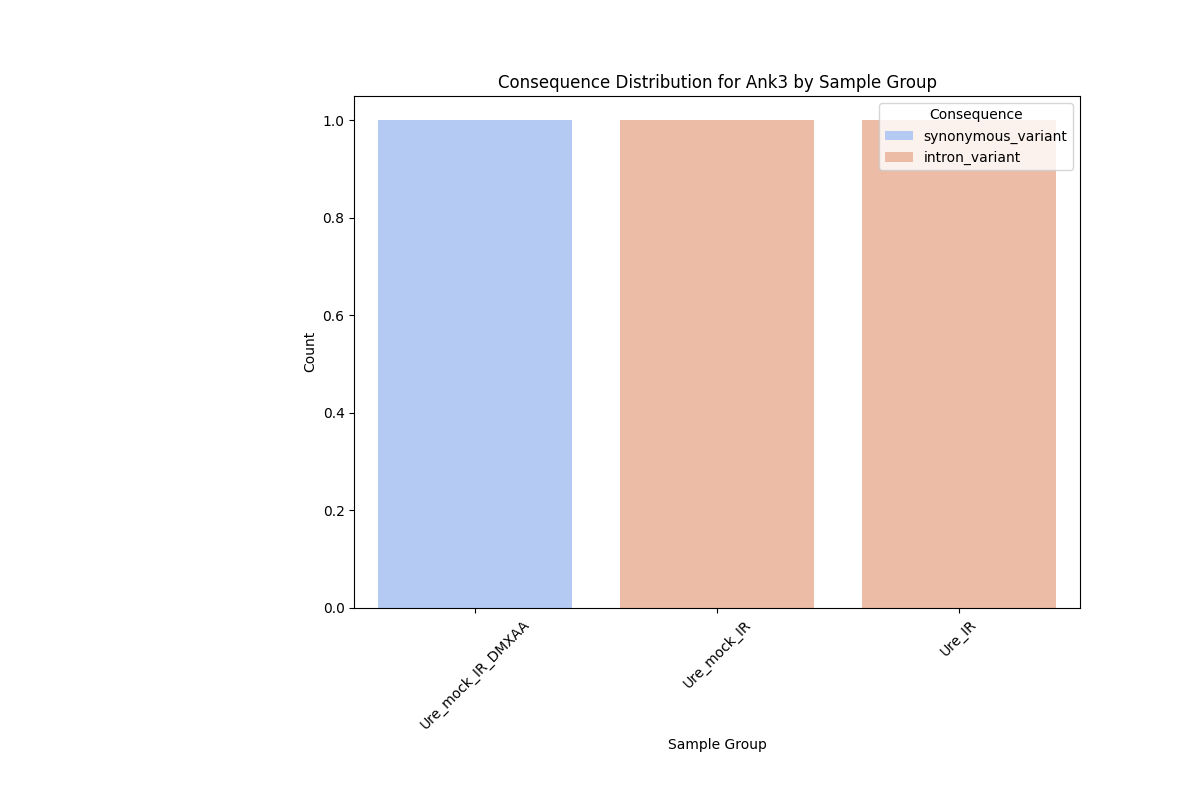 Consequence Distribution for Ank3 by Sample Group
Consequence
synonymous_variant
intron_variant
1.0
0.8
0.6
0.4
0.2
0.0
Count
Ure_mock_IR_DMXAA
Ure_mock_IR
Ure_IR
Sample Group